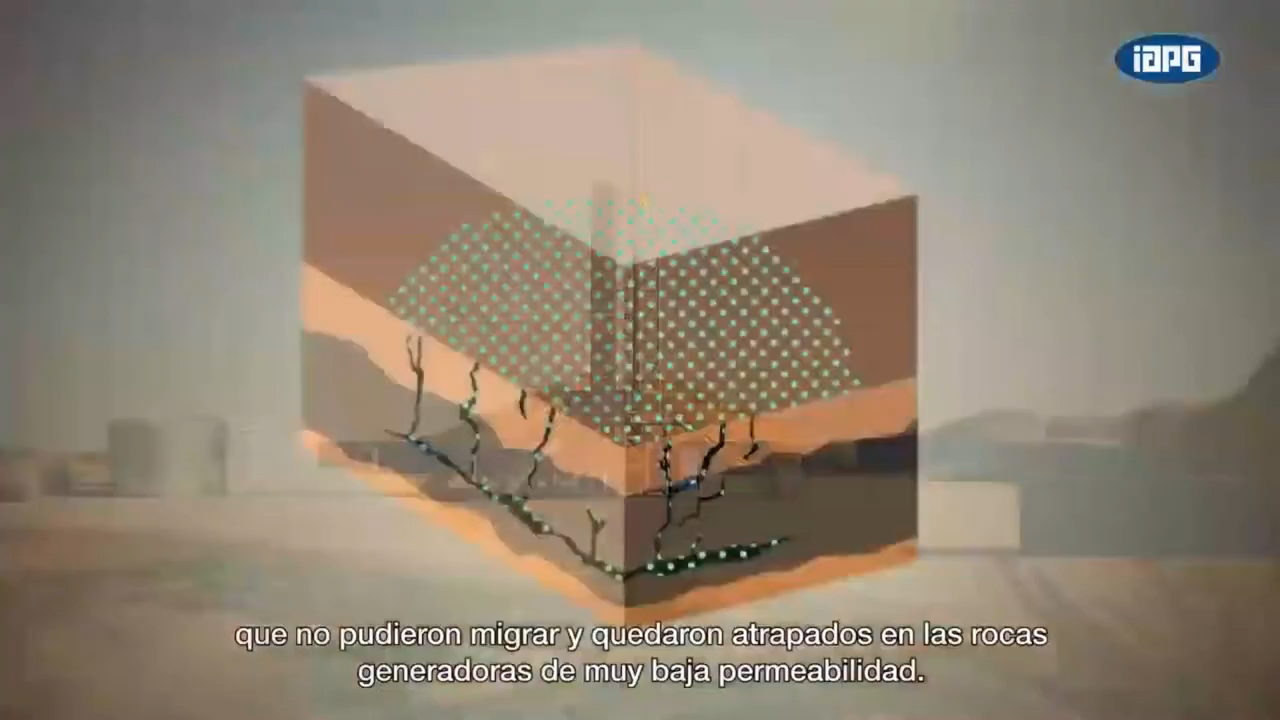 iAPG
que no pudieron migrar y quedaron atrapados en las rocas
generadoras de muy baja permeabilidad.